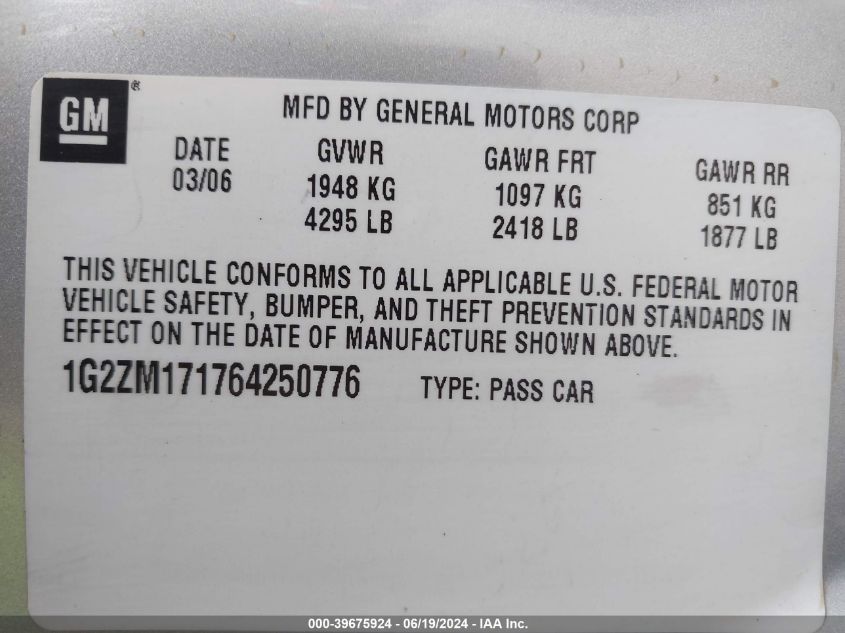 GM ®
MFD BY GENERAL MOTORS CORP
DATE GVWR GAWR FRT GAWR RR
03/06 1948 KG 1097 KG 851 KG
4295 LB 2418 LB 1877 LB
THIS VEHICLE CONFORMS TO ALL APPLICABLE U.S. FEDERAL MOTOR
VEHICLE SAFETY, BUMPER, AND THEFT PREVENTION STANDARDS IN
EFFECT ON THE DATE OF MANUFACTURE SHOWN ABOVE.
1G2ZM171764250776 TYPE: PASS CAR
000-39675924 - 06/19/2024 - IAA Inc.